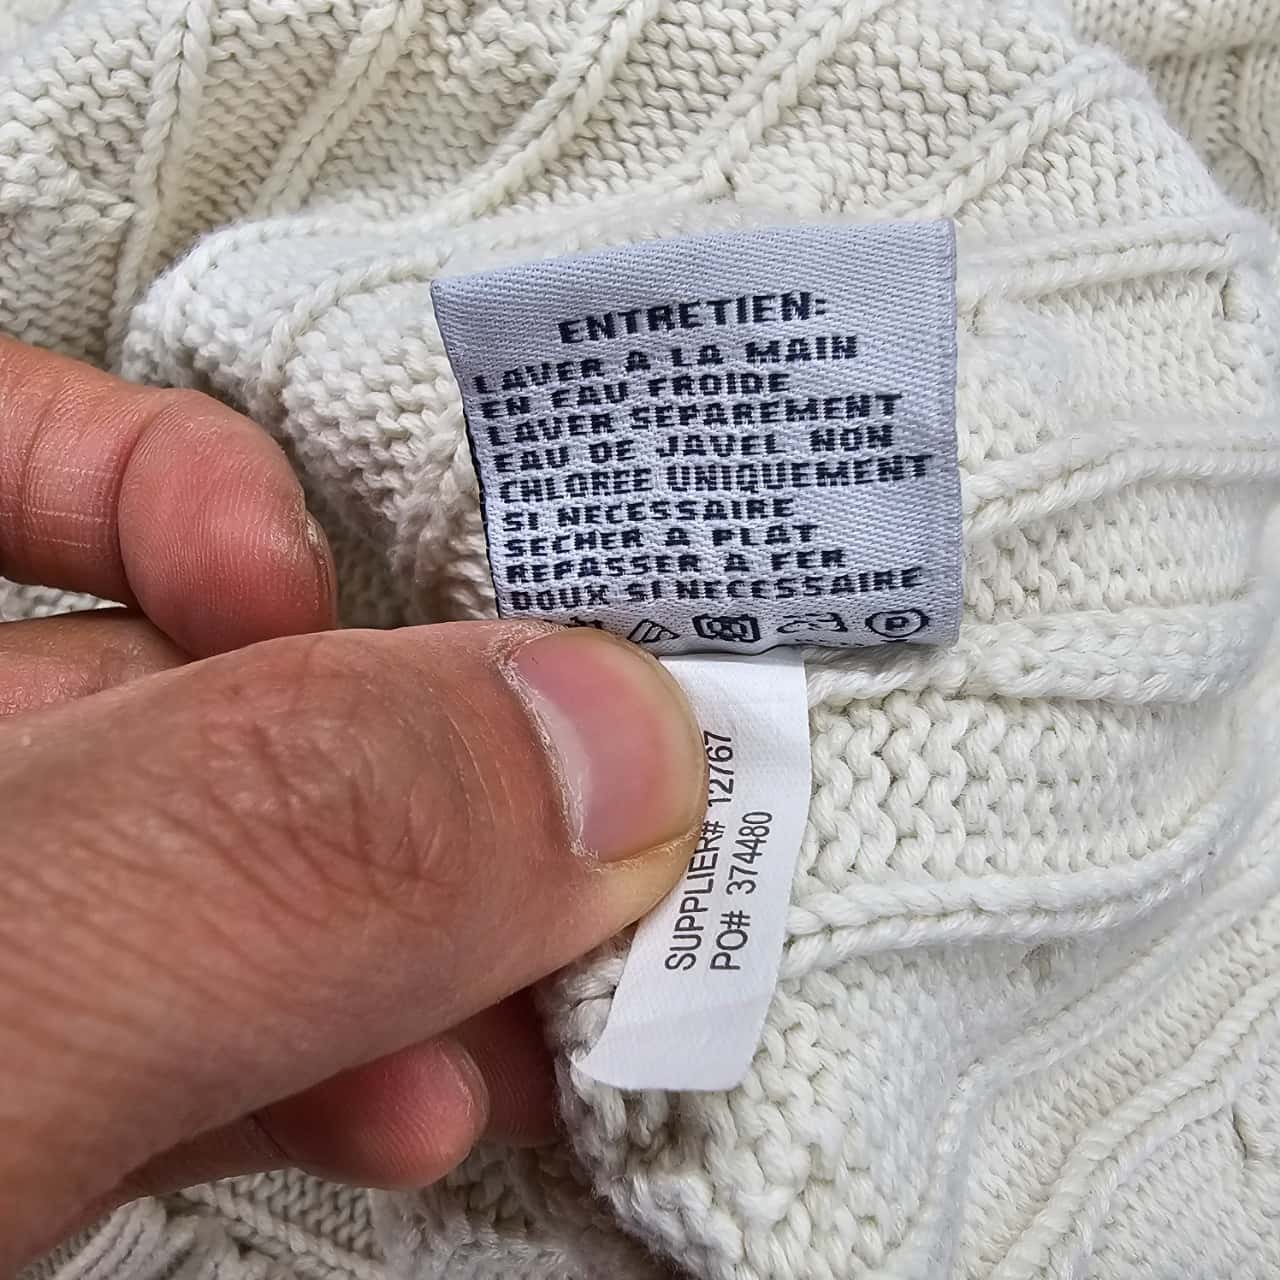 ENTRETIEN:
LAVER A LA MAIN
EN EAU FROIDE
LAVER SEPAREMENT
EAU DE JAVEL NON
CHLOREE UNIQUEMENT
SI NECESSAIRE
SECHER A PLAT
REPASSER A FER
DOUX SI NECESSAIRE
P
SUPPLIER# 12767
PO# 374480